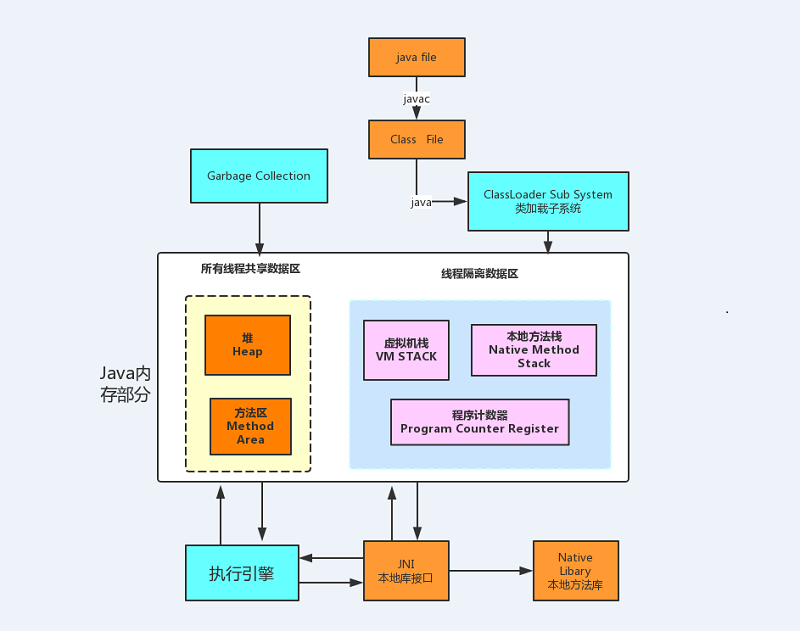 java file
javac
Class File
Garbage Collection
ClassLoader Sub System
类加载子系统
java
所有线程共享数据区
线程隔离数据区
堆
Heap
虚拟机栈
VM STACK
本地方法栈
Native Method
Stack
Java内
存部分
方法区
Method
Area
程序计数器
Program Counter Register
执行引擎
JNI
本地库接口
Native
Libary
本地方法库